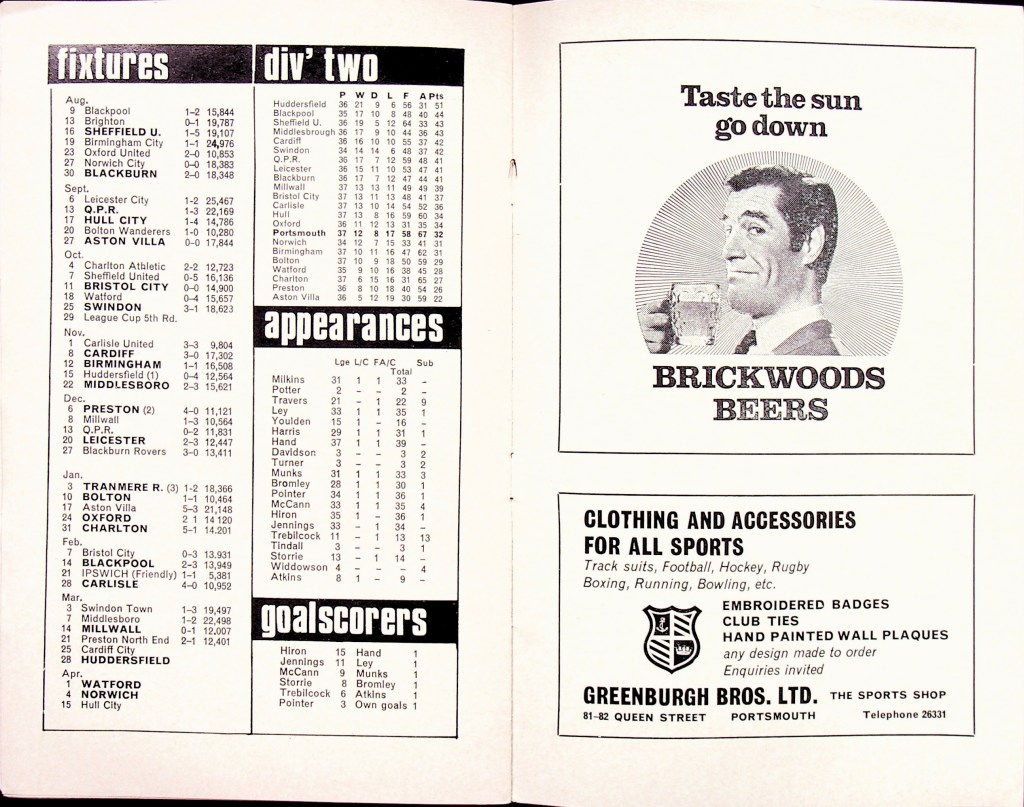 fixtures
Aug.
9 Blackpool 1–2 15,844
13 Brighton 0–1 19,787
16 SHEFFIELD U. 1–5 19,107
19 Birmingham City 1–1 24,976
23 Oxford United 2–0 10,853
27 Norwich City 0–0 18,383
30 BLACKBURN 2–0 18,348
Sept.
6 Leicester City 1–2 25,467
13 Q.P.R. 1–3 22,169
17 HULL CITY 1–4 14,786
20 Bolton Wanderers 1–0 10,280
27 ASTON VILLA 0–0 17,844
Oct.
4 Charlton Athletic 2–2 12,723
7 Sheffield United 0–5 16,136
11 BRISTOL CITY 0–0 14,900
18 Watford 0–4 15,657
25 SWINDON 3–1 18,623
29 League Cup 5th Rd.
Nov.
1 Carlisle United 3–3 9,804
8 CARDIFF 3–0 17,302
12 BIRMINGHAM 1–1 16,508
15 Huddersfield (1) 0–4 12,564
22 MIDDLESBORO 2–3 15,621
Dec.
6 PRESTON (2) 4–0 11,121
8 Millwall 1–3 10,564
13 Q.P.R. 0–2 11,831
20 LEICESTER 2–3 12,447
27 Blackburn Rovers 3–0 13,411
Jan.
3 TRANMERE R. (3) 1–2 18,366
10 BOLTON 1–1 10,464
17 Aston Villa 5–3 21,148
24 OXFORD 2 1 14 120
31 CHARLTON 5–1 14.201
Feb.
7 Bristol City 0–3 13.931
14 BLACKPOOL 2–3 13,949
21 IPSWICH (Friendly) 1–1 5,381
28 CARLISLE 4–0 10,952
Mar.
3 Swindon Town 1–3 19,497
7 Middlesboro 1–2 22,498
14 MILLWALL 0–1 12,007
21 Preston North End 2–1 12,401
25 Cardiff City
28 HUDDERSFIELD
Apr.
1 WATFORD
4 NORWICH
15 Hull City
div' two
P W D L F A Pts
Huddersfield 36 21 9 6 56 31 51
Blackpool 35 17 10 8 48 40 44
Sheffield U. 36 19 5 12 64 33 43
Middlesbrough 36 17 9 10 44 36 43
Cardiff 36 16 10 10 55 37 42
Swindon 34 14 14 6 48 37 42
Q.P.R. 36 17 7 12 59 48 41
Leicester 36 15 11 10 53 47 41
Blackburn 36 17 7 12 47 44 41
Millwall 37 13 13 11 49 49 39
Bristol City 37 13 11 13 48 41 37
Carlisle 37 13 10 14 54 52 36
Hull 37 13 8 16 59 60 34
Oxford 36 11 12 13 31 35 34
Portsmouth 37 12 8 17 58 67 32
Norwich 34 12 7 15 33 41 31
Birmingham 37 10 11 16 47 62 31
Bolton 37 10 9 18 50 59 29
Watford 35 9 10 16 38 45 28
Charlton 37 6 15 16 31 65 27
Preston 36 8 10 18 40 54 26
Aston Villa 36 5 12 19 30 59 22
appearances
Lge L/C FA/C Sub
Total
Milkins 31 1 1 33 –
Potter 2 – – 2 –
Travers 21 – 1 22 9
Ley 33 1 1 35 1
Youlden 15 1 – 16 –
Harris 29 1 1 31 1
Hand 37 1 1 39 –
Davidson 3 – – 3 2
Turner 3 – – 3 2
Munks 31 1 1 33 3
Bromley 28 1 1 30 1
Pointer 34 1 1 36 1
McCann 33 1 1 35 4
Hiron 35 1 – 36 1
Jennings 33 – 1 34 –
Trebilcock 11 – 1 13 13
Tindall 3 – – 3 1
Storrie 13 – 1 14 –
Widdowson 4 – – – 4
Atkins 8 1 – 9 –
goalscorers
Hiron 15 Hand 1
Jennings 11 Ley 1
McCann 9 Munks 1
Storrie 8 Bromley 1
Trebilcock 6 Atkins 1
Pointer 3 Own goals 1
Taste the sun
go down
BRICKWOODS
BEERS
CLOTHING AND ACCESSORIES
FOR ALL SPORTS
Track suits, Football, Hockey, Rugby
Boxing, Running, Bowling, etc.
EMBROIDERED BADGES
CLUB TIES
HAND PAINTED WALL PLAQUES
any design made to order
Enquiries invited
GREENBURGH BROS. LTD. THE SPORTS SHOP
81–82 QUEEN STREET PORTSMOUTH Telephone 26331